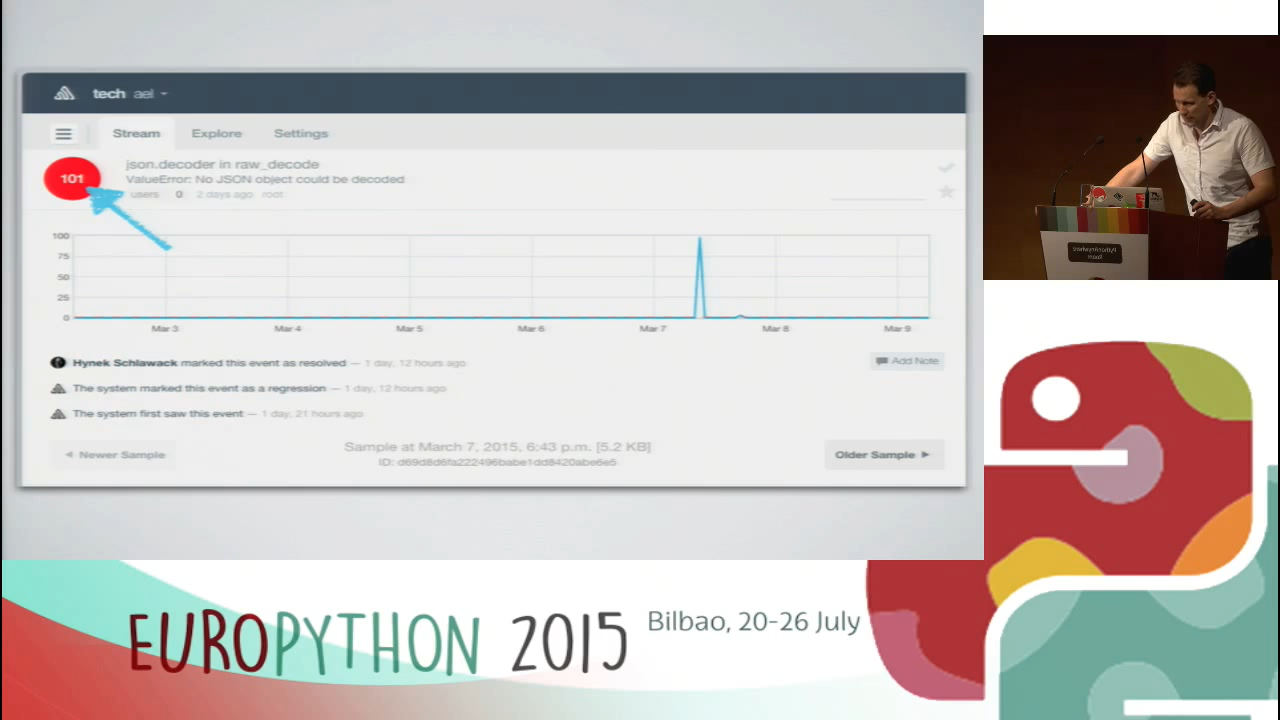 tech ael
Stream Explore Settings
101
json.decoder in raw_decode
ValueError: No JSON object could be decoded
users 0 2 days ago root
100
75
50
25
0
Mar 3 Mar 4 Mar 5 Mar 6 Mar 7 Mar 8 Mar 9
Hynek Schlawack marked this event as resolved — 1 day, 12 hours ago
Add Note
The system marked this event as a regression — 1 day, 12 hours ago
The system first saw this event — 1 day, 21 hours ago
Newer Sample
Sample at March 7, 2015, 6:43 p.m. [5.2 KB]
ID: d69d8d6fa222496babe1dd8420abe6e5
Older Sample
PythonAnywhere
Room
EUROPYTHON 2015
Bilbao, 20-26 July